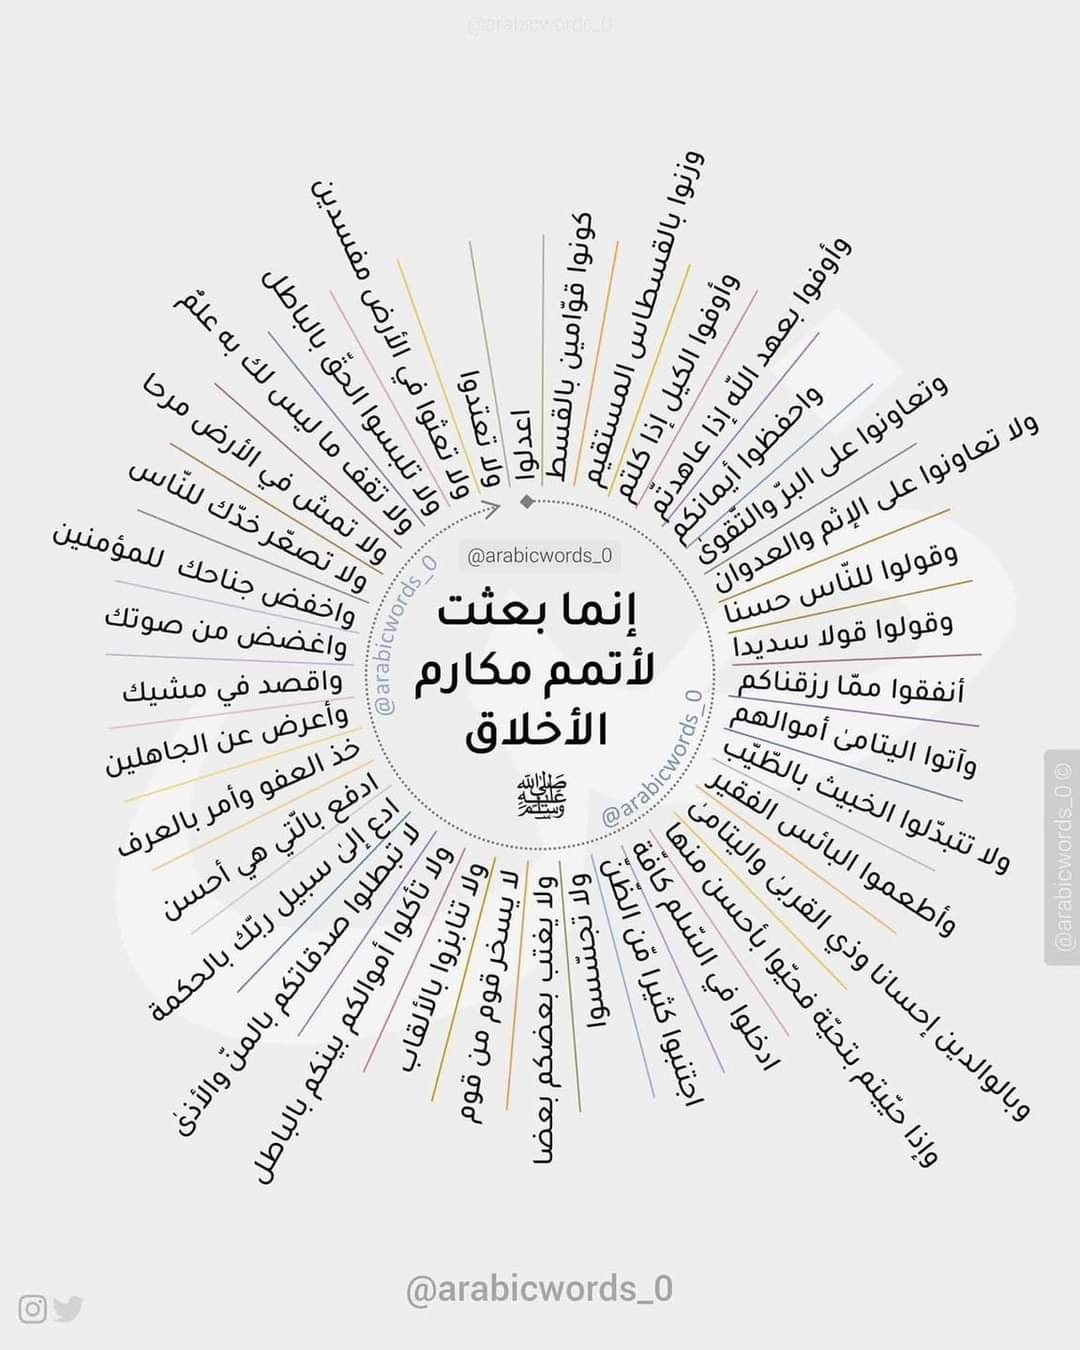 @arabicwords_0
إنما بعثت
لأتمم مكارم
الأخلاق
ﷺ
@arabicwords_0
@arabicwords_0
@arabicwords_0
اعدلوا
كونوا قوّامين بالقسط
وزنوا بالقسطاس المستقيم
وأوفوا الكيل إذا كلتم
وأوفوا بعهد اللّه إذا عاهدتمّ
واحفظوا أيمانكم
وتعاونوا على البرّ والتّقوىٰ
ولا تعاونوا على الإثم والعدوان
وقولوا للنّاس حسنا
وقولوا قولا سديدا
أنفقوا ممّا رزقناكم
وآتوا اليتامىٰ أموالهم
ولا تتبدّلوا الخبيث بالطّيّب
وأطعموا البائس الفقير
وبالوالدين إحسانا وذي القربىٰ واليتامىٰ
وإذا حيّيتم بتحيّة فحيّوا بأحسن منها
ادخلوا في السّلم كآفّة
اجتنبوا كثيراّ من الظّن
ولا تجسّسوا
ولا يغتب بعضكم بعضا
لا يسخر قوم من قوم
ولا تنابزوا بالألقاب
ولا تأكلوا أموالكم بينكم بالباطل
لا تبطلوا صدقاتكم بالمنّ والأذىٰ
ادع إلىٰ سبيل ربّك بالحكمة
ادفع بالّتي هي أحسن
خذ العفو وأمر بالعرف
وأعرض عن الجاهلين
واقصد في مشيك
واغضض من صوتك
واخفض جناحك للمؤمنين
ولا تصعّر خدّك للنّاس
ولا تمش في الأرض مرحا
ولا تقف ما ليس لك به علمٌ
ولا تلبسوا الحقّ بالباطل
ولا تعثوا في الأرض مفسدين
ولا تعتدوا
@arabicwords_0 ©
@arabicwords_0